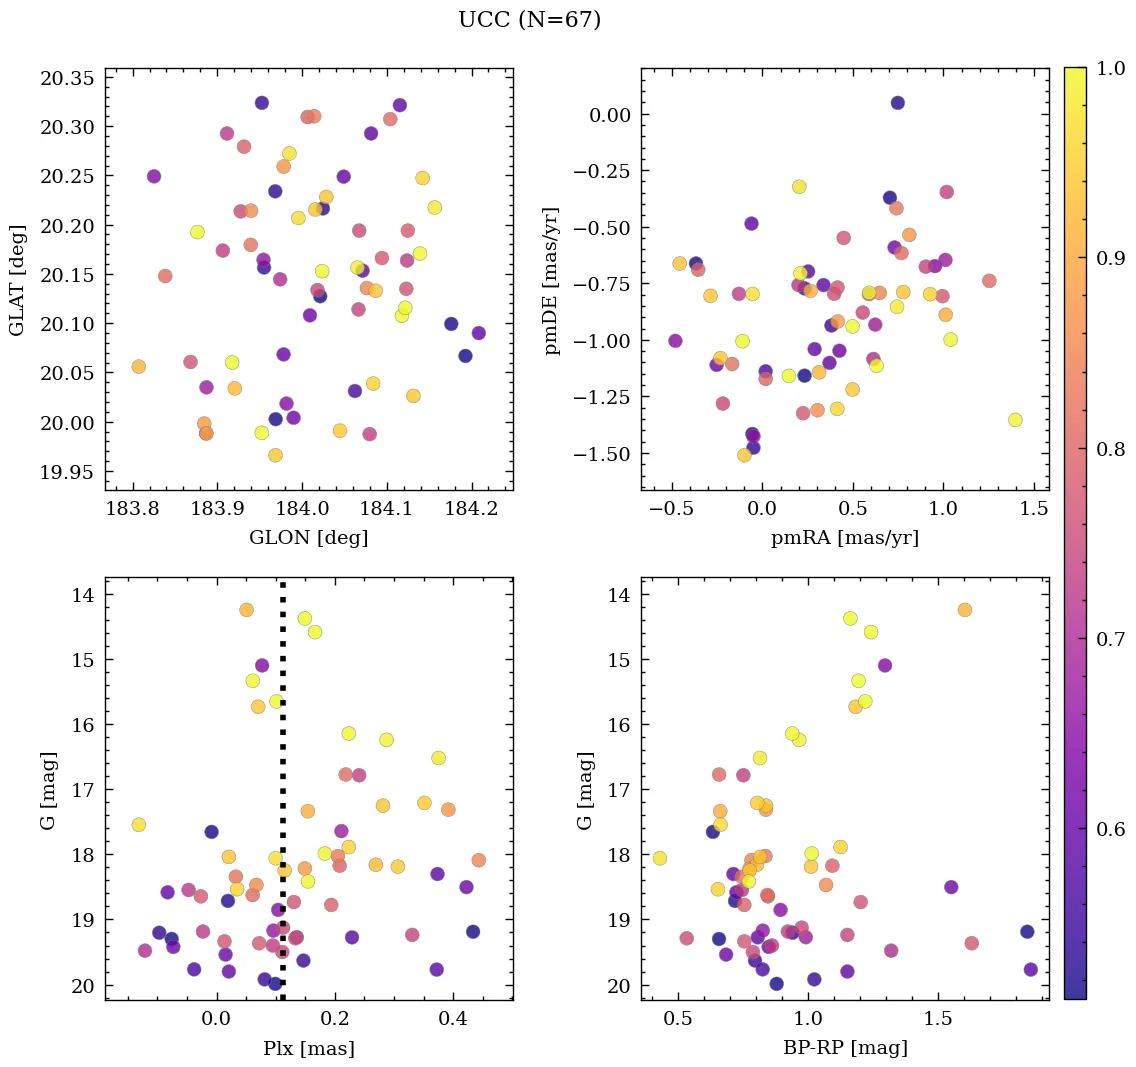 UCC (N=67)
20.35
20.30
20.25
20.20
20.15
20.10
20.05
20.00
19.95
GLAT [deg]
183.8 183.9 184.0 184.1 184.2
GLON [deg]
0.00
−0.25
−0.50
−0.75
−1.00
−1.25
−1.50
pmDE [mas/yr]
−0.5 0.0 0.5 1.0 1.5
pmRA [mas/yr]
14
15
16
17
18
19
20
G [mag]
0.0 0.2 0.4
Plx [mas]
14
15
16
17
18
19
20
G [mag]
0.5 1.0 1.5
BP-RP [mag]
1.0
0.9
0.8
0.7
0.6